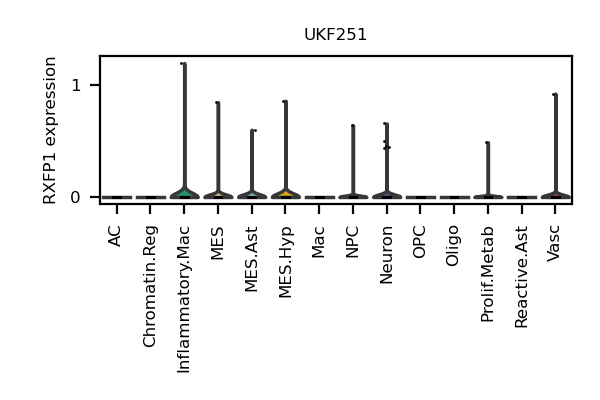 UKF251
RXFP1 expression
1
0
AC
Chromatin.Reg
Inflammatory.Mac
MES
MES.Ast
MES.Hyp
Mac
NPC
Neuron
OPC
Oligo
Prolif.Metab
Reactive.Ast
Vasc